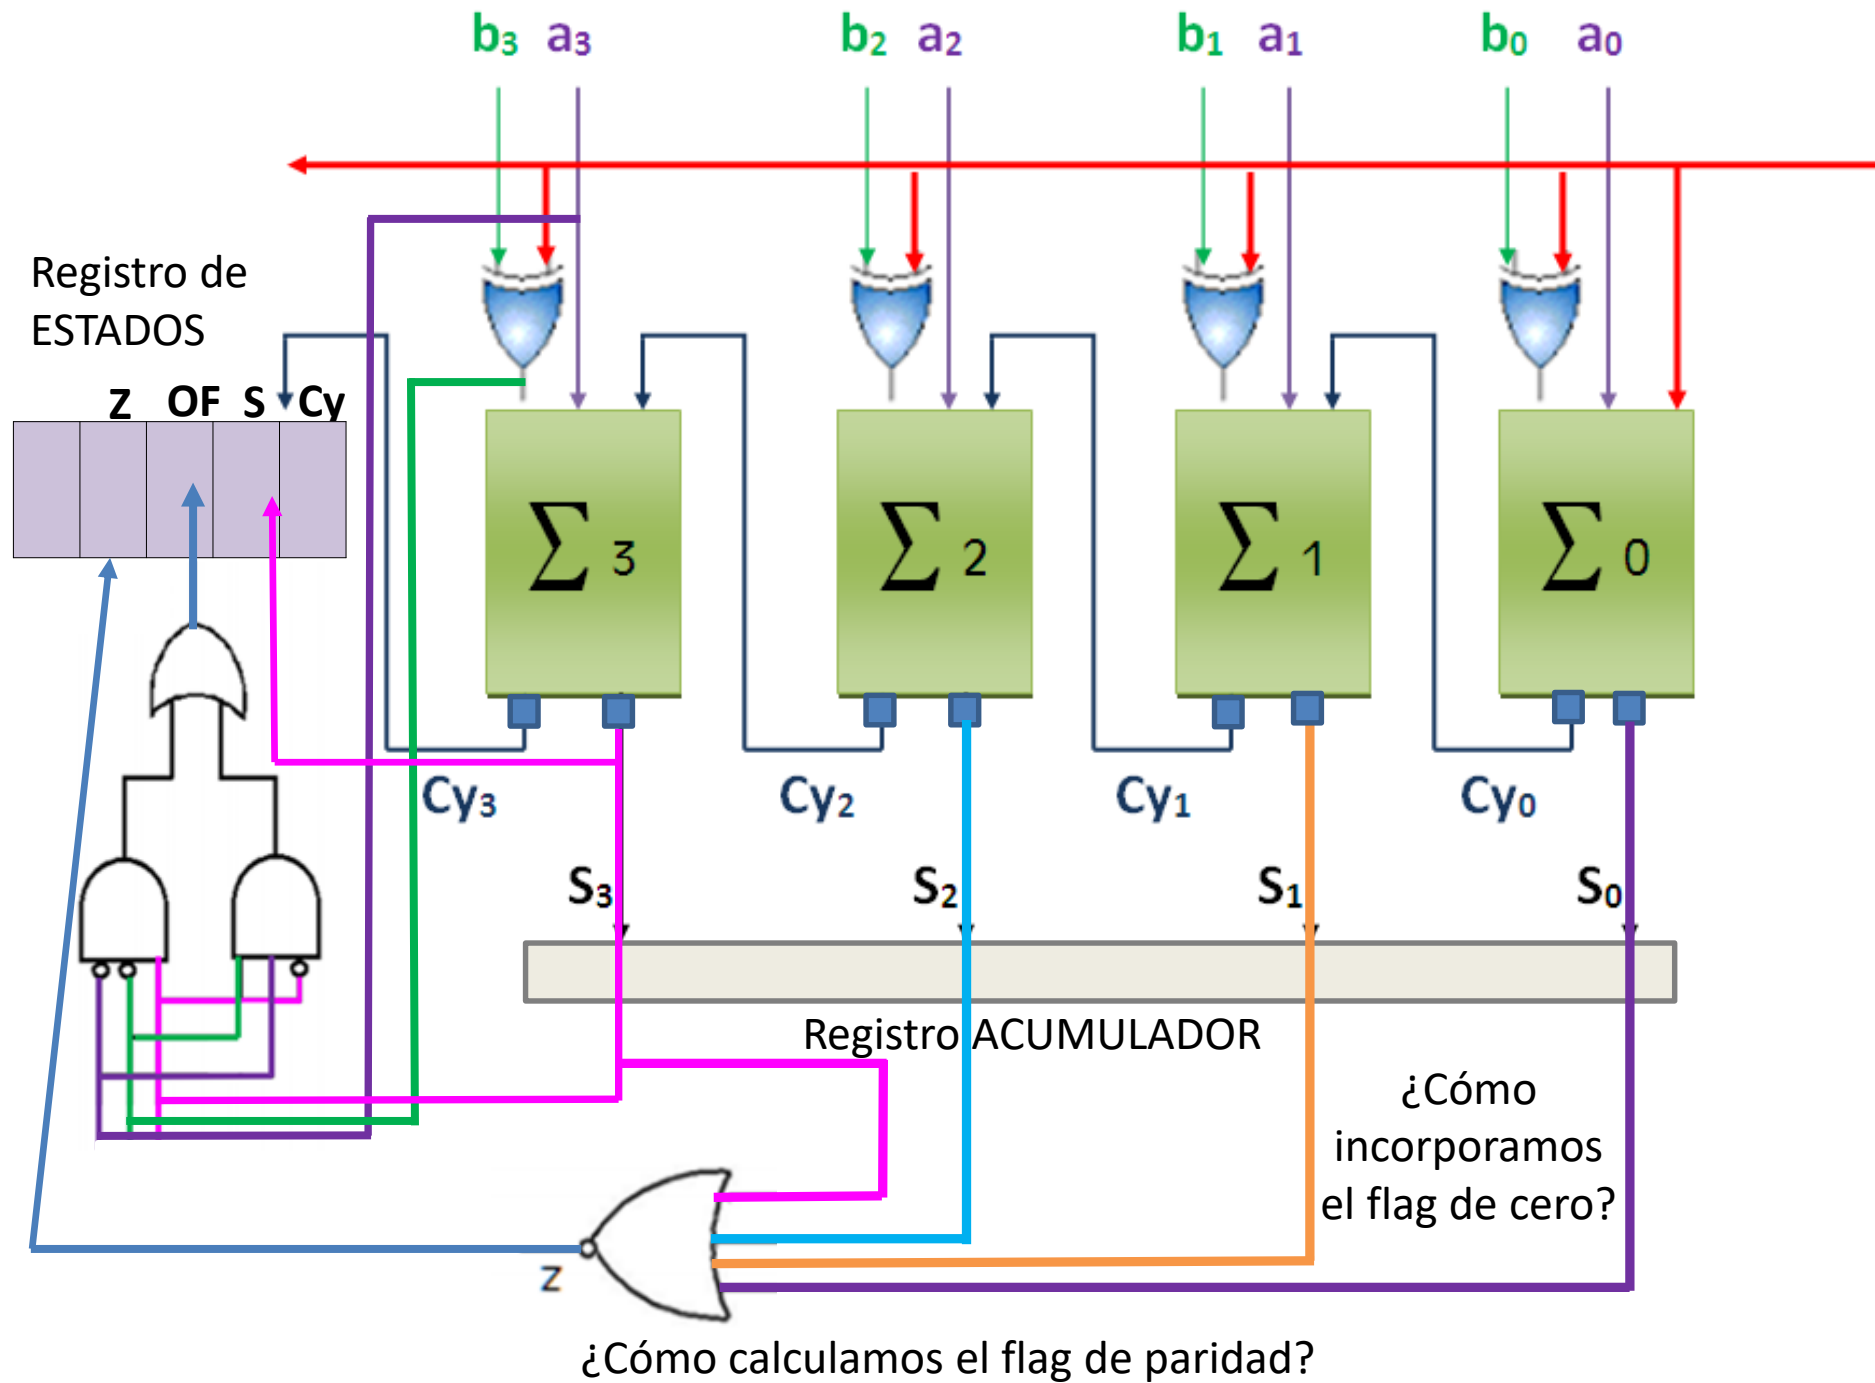 b3 a3 b2 a2 b1 a1 b0 a0
Registro de
ESTADOS
Z OF S Cy
∑ 3 ∑ 2 ∑ 1 ∑ 0
Cy3 Cy2 Cy1 Cy0
S3 S2 S1 S0
Registro ACUMULADOR
¿Cómo
incorporamos
el flag de cero?
z
¿Cómo calculamos el flag de paridad?